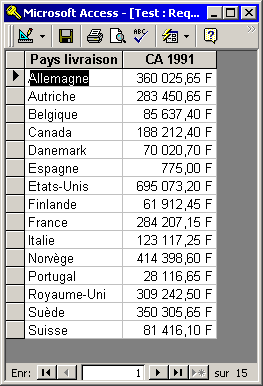 Microsoft Access - [Test : Req...
Pays livraison CA 1991
Allemagne 360 025,65 F
Autriche 283 450,65 F
Belgique 85 637,40 F
Canada 188 212,40 F
Danemark 70 020,70 F
Espagne 775,00 F
Etats-Unis 695 073,20 F
Finlande 61 912,45 F
France 284 207,15 F
Italie 123 117,25 F
Norvège 414 398,60 F
Portugal 28 116,65 F
Royaume-Uni 309 242,50 F
Suède 350 305,65 F
Suisse 81 416,10 F
Enr: 1 sur 15